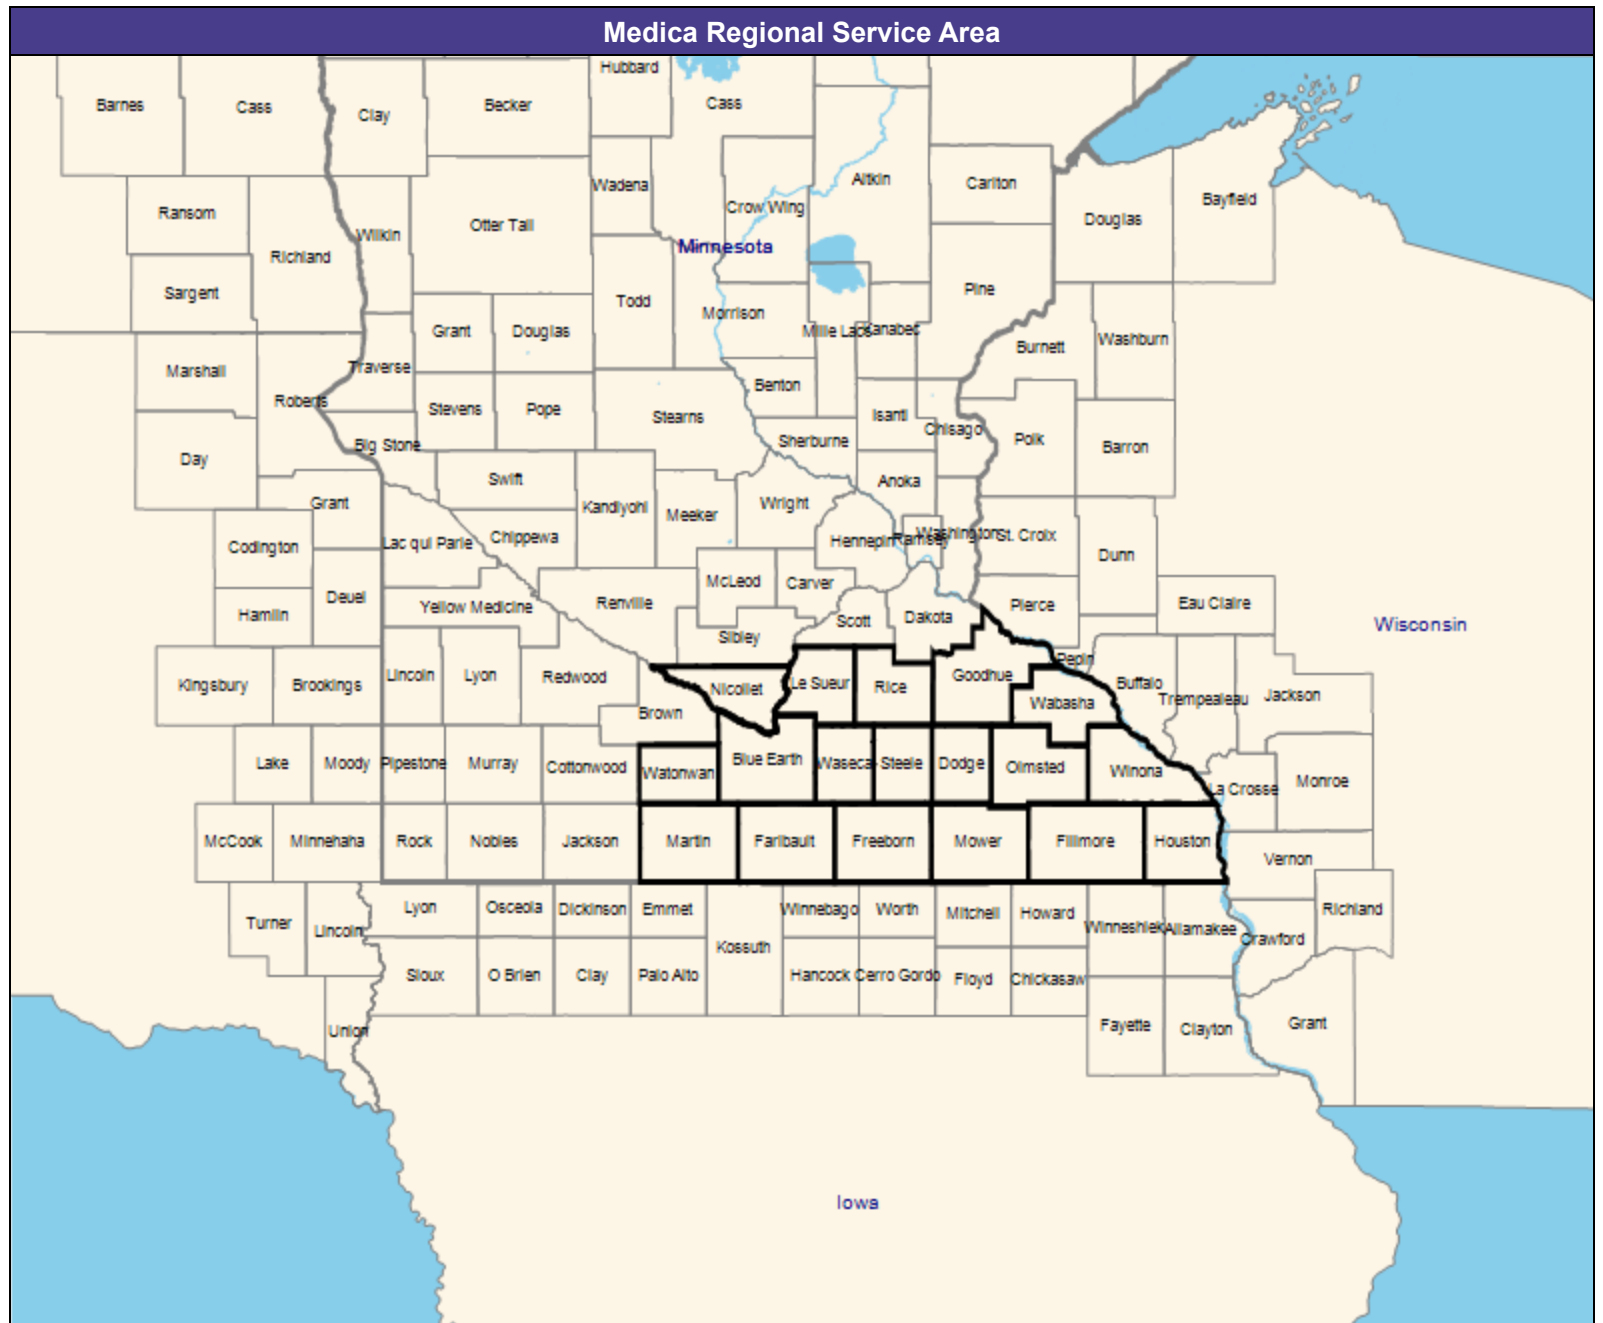 Medica Regional Service Area
Hubbard
Barnes
Cass
Clay
Becker
Cass
Wadena
Aitkin
Carlton
Ransom
Crow Wing
Bayfield
Douglas
Otter Tail
Wilkin
Minnesota
Richland
Sargent
Todd
Pine
Morrison
Grant
Douglas
Mille Lacs
Kanabec
Washburn
Burnett
Marshall
Traverse
Benton
Roberts
Stevens
Pope
Stearns
Isanti
Chisago
Polk
Barron
Big Stone
Sherburne
Day
Swift
Anoka
Grant
Kandiyohi
Meeker
Wright
Codington
Lac qui Parle
Chippewa
Hennepin
Ramsey
Washington
St. Croix
Dunn
McLeod
Carver
Deuel
Yellow Medicine
Renville
Pierce
Eau Claire
Hamlin
Scott
Dakota
Wisconsin
Sibley
Pepin
Kingsbury
Brookings
Lincoln
Lyon
Redwood
Nicollet
Le Sueur
Rice
Goodhue
Wabasha
Buffalo
Trempealeau
Jackson
Brown
Lake
Moody
Pipestone
Murray
Cottonwood
Watonwan
Blue Earth
Waseca
Steele
Dodge
Olmsted
Winona
La Crosse
Monroe
McCook
Minnehaha
Rock
Nobles
Jackson
Martin
Faribault
Freeborn
Mower
Fillmore
Houston
Vernon
Turner
Lincoln
Lyon
Osceola
Dickinson
Emmet
Kossuth
Winnebago
Worth
Mitchell
Howard
Winneshiek
Allamakee
Crawford
Richland
Sioux
O Brien
Clay
Palo Alto
Hancock
Cerro Gordo
Floyd
Chickasaw
Union
Fayette
Clayton
Grant
Iowa